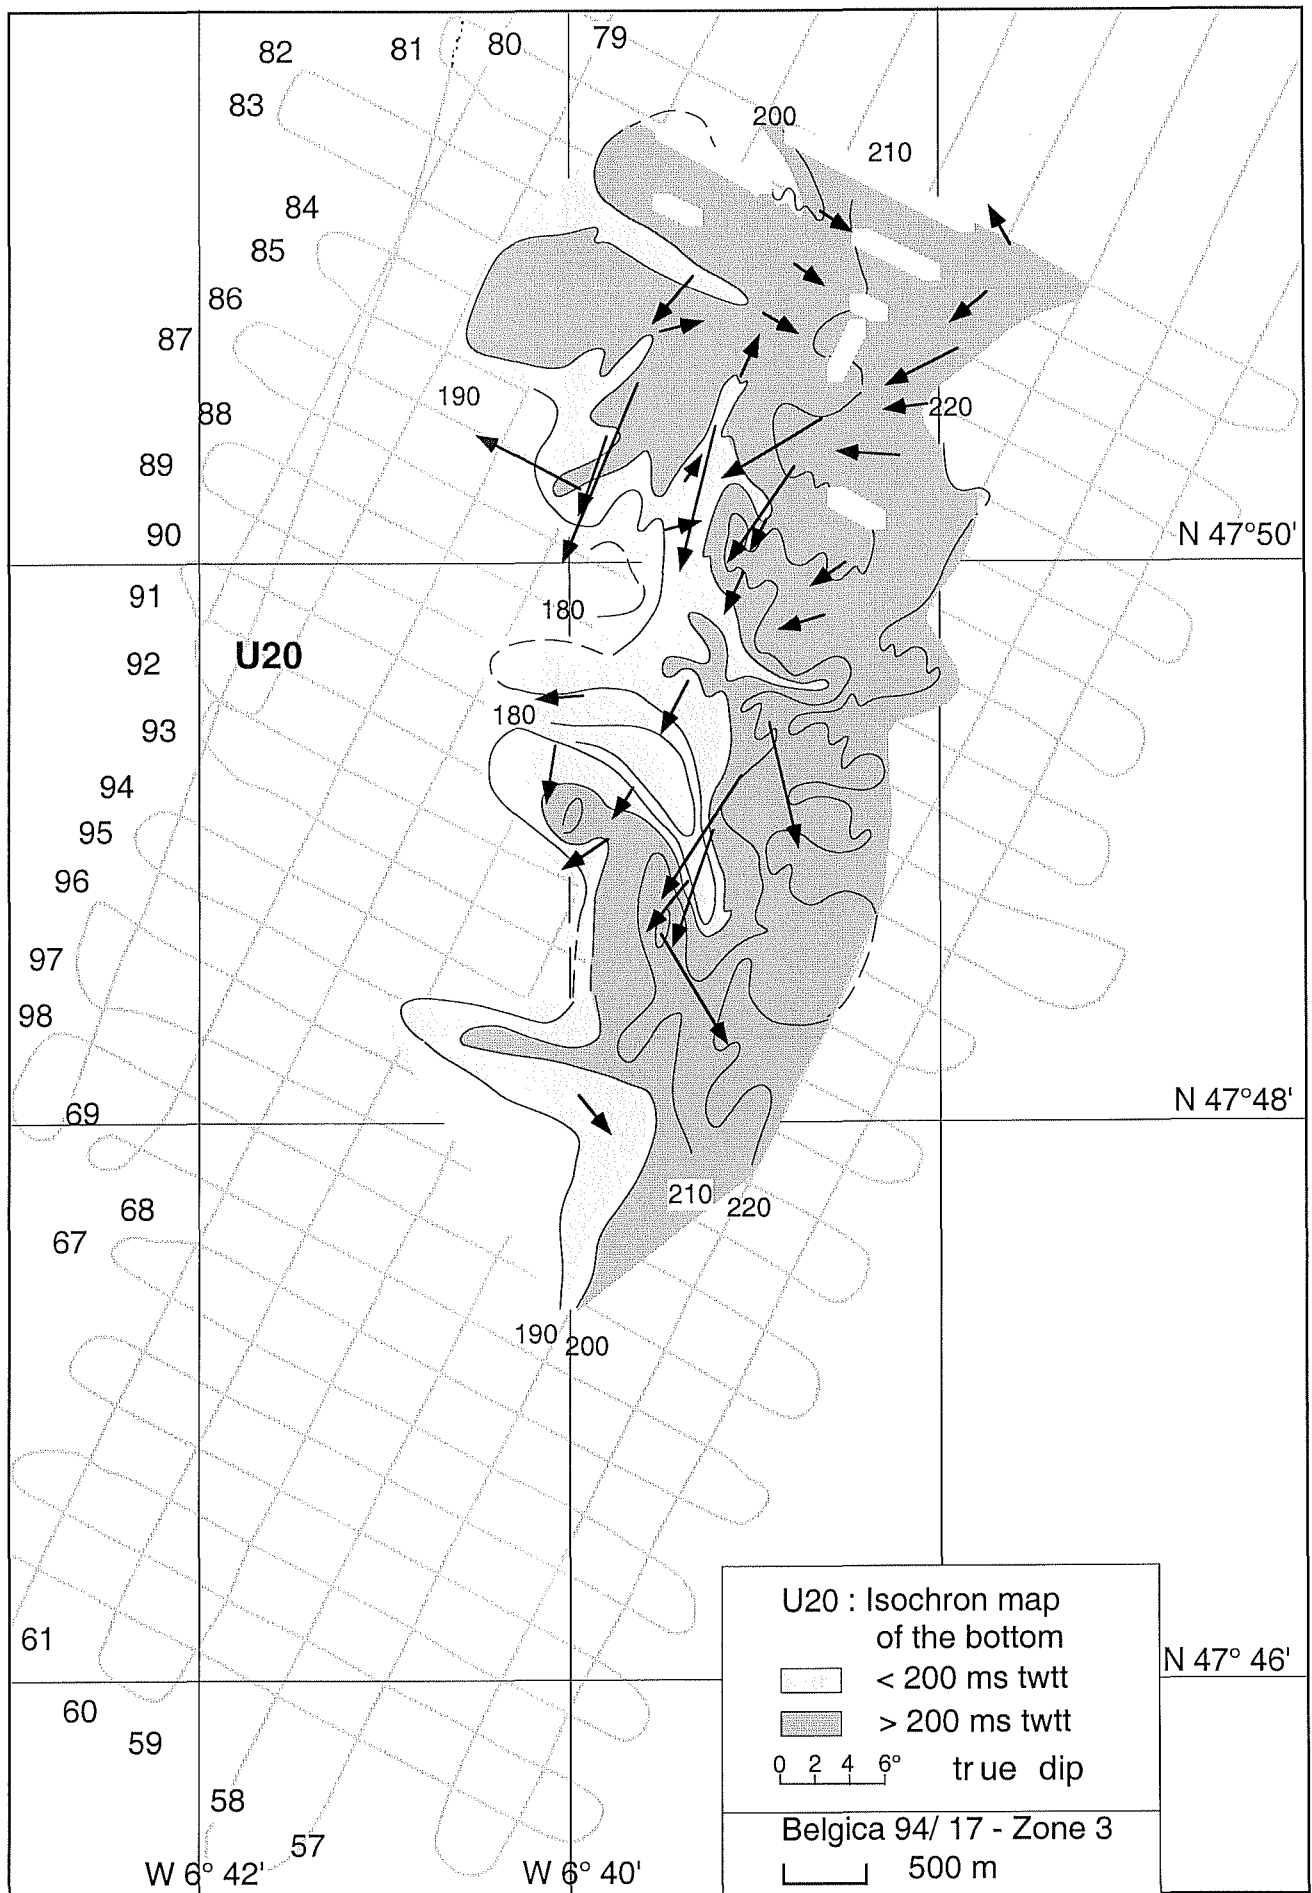 79
80
81
82
200
83
210
84
85
86
87
190
88
220
89
N 47°50'
90
91
180
U20
92
180
93
94
95
96
97
98
N 47°48'
69
210
68
220
67
190
200
U20 : Isochron map
of the bottom
61
< 200 ms twtt
N 47° 46'
60
> 200 ms twtt
59
0 2 4 6° true dip
58
Belgica 94/ 17 - Zone 3
57
500 m
W 6° 42'
W 6° 40'